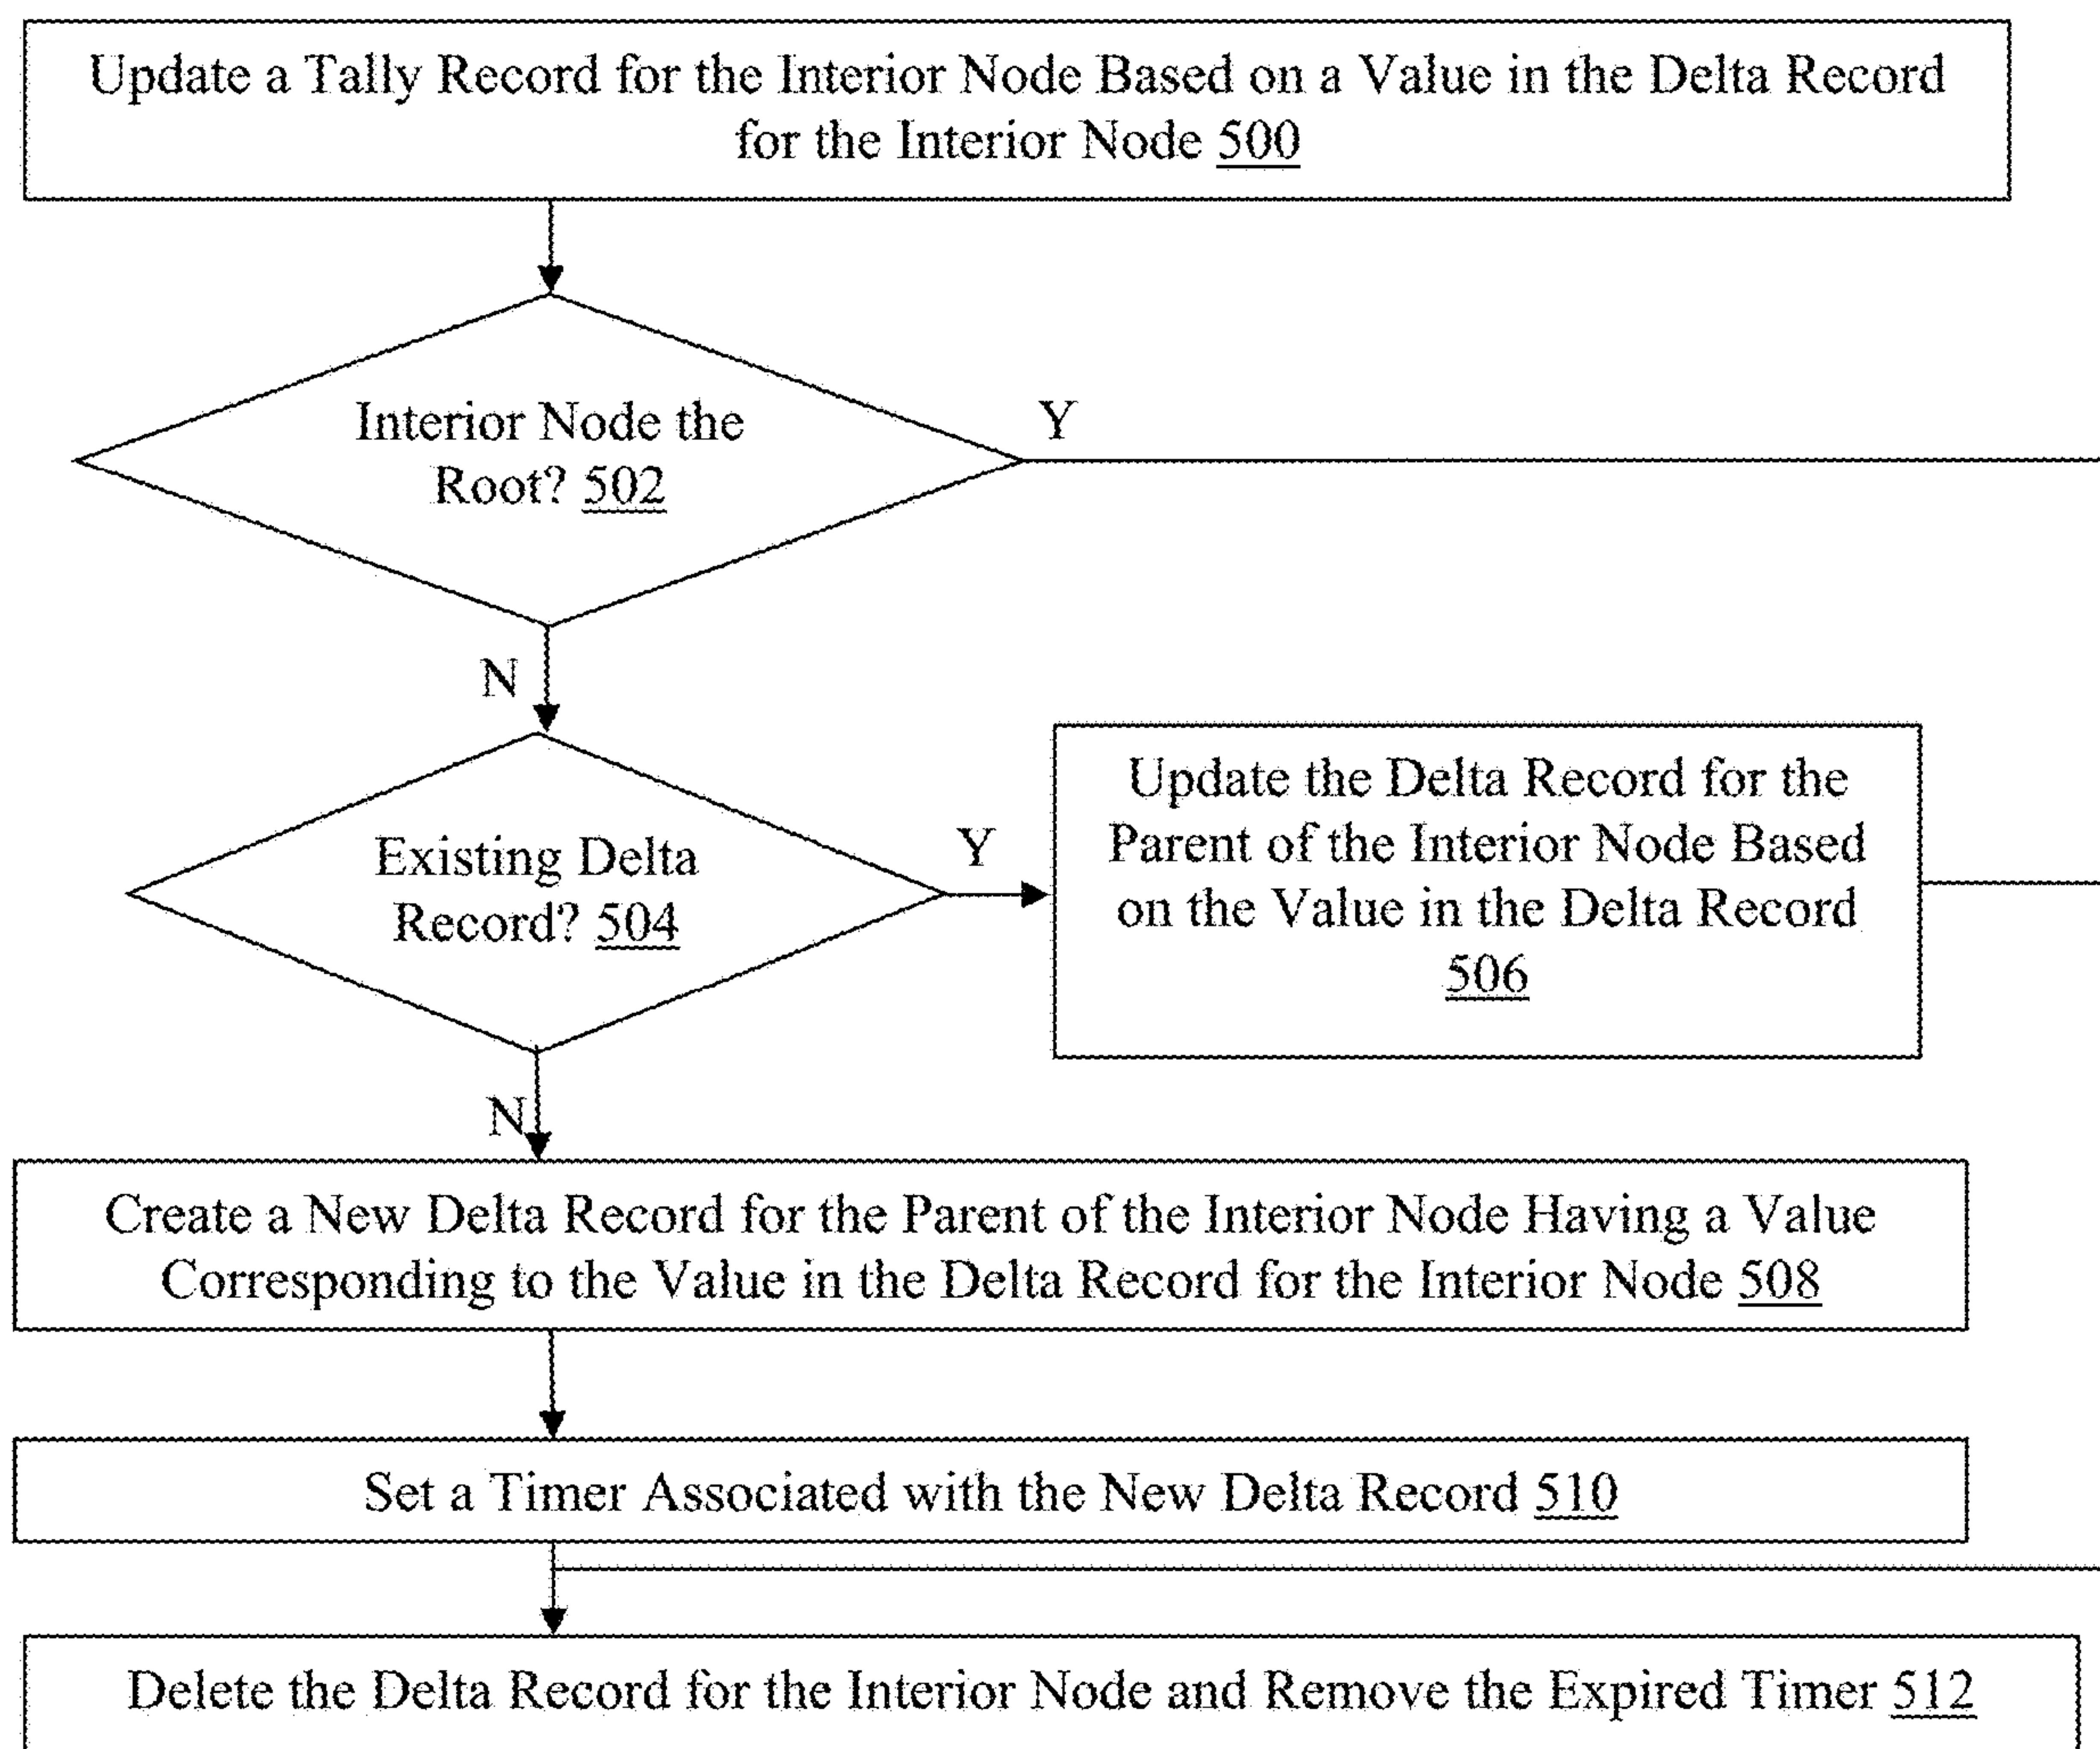 Update a Tally Record for the Interior Node Based on a Value in the Delta Record
for the Interior Node 500
Interior Node the
Root? 502
Y
N
Existing Delta
Record? 504
Y
Update the Delta Record for the
Parent of the Interior Node Based
on the Value in the Delta Record
506
N
Create a New Delta Record for the Parent of the Interior Node Having a Value
Corresponding to the Value in the Delta Record for the Interior Node 508
Set a Timer Associated with the New Delta Record 510
Delete the Delta Record for the Interior Node and Remove the Expired Timer 512